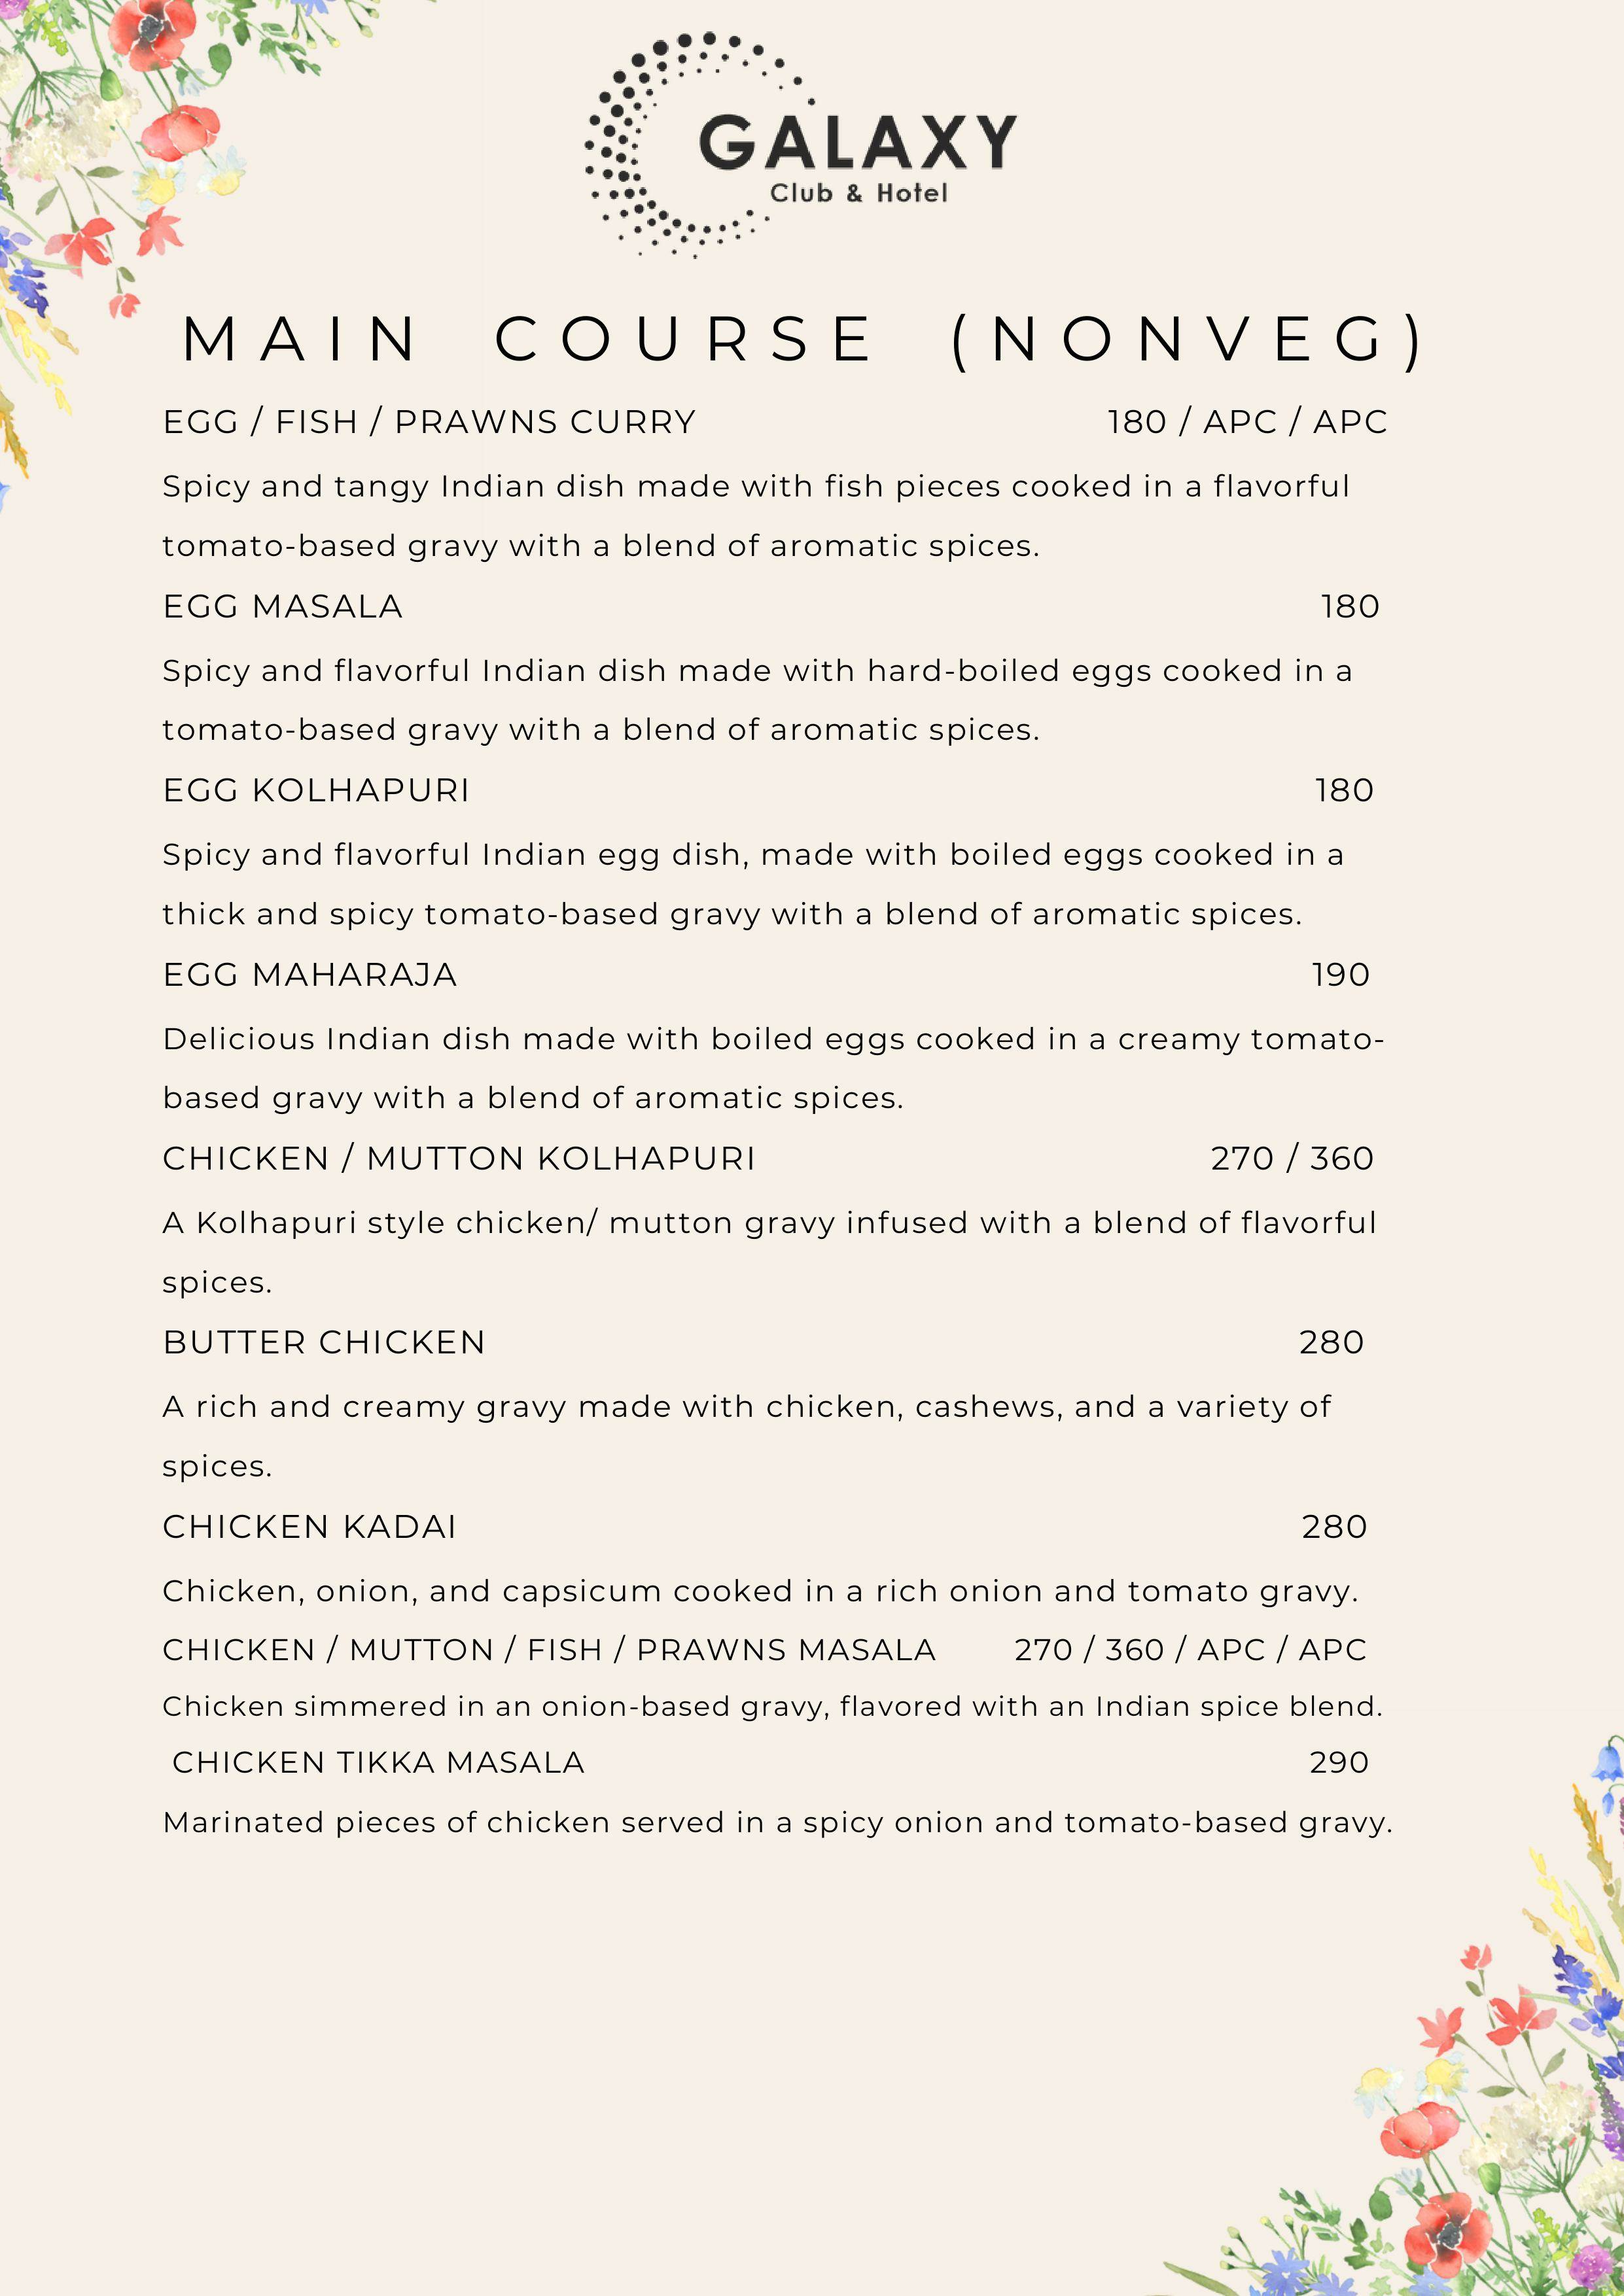 GALAXY
Club & Hotel
MAIN COURSE (NONVEG)
EGG / FISH / PRAWNS CURRY 180 / APC / APC
Spicy and tangy Indian dish made with fish pieces cooked in a flavorful
tomato-based gravy with a blend of aromatic spices.
EGG MASALA 180
Spicy and flavorful Indian dish made with hard-boiled eggs cooked in a
tomato-based gravy with a blend of aromatic spices.
EGG KOLHAPURI 180
Spicy and flavorful Indian egg dish, made with boiled eggs cooked in a
thick and spicy tomato-based gravy with a blend of aromatic spices.
EGG MAHARAJA 190
Delicious Indian dish made with boiled eggs cooked in a creamy tomato-
based gravy with a blend of aromatic spices.
CHICKEN / MUTTON KOLHAPURI 270 / 360
A Kolhapuri style chicken/ mutton gravy infused with a blend of flavorful
spices.
BUTTER CHICKEN 280
A rich and creamy gravy made with chicken, cashews, and a variety of
spices.
CHICKEN KADAI 280
Chicken, onion, and capsicum cooked in a rich onion and tomato gravy.
CHICKEN / MUTTON / FISH / PRAWNS MASALA 270 / 360 / APC / APC
Chicken simmered in an onion-based gravy, flavored with an Indian spice blend.
CHICKEN TIKKA MASALA 290
Marinated pieces of chicken served in a spicy onion and tomato-based gravy.